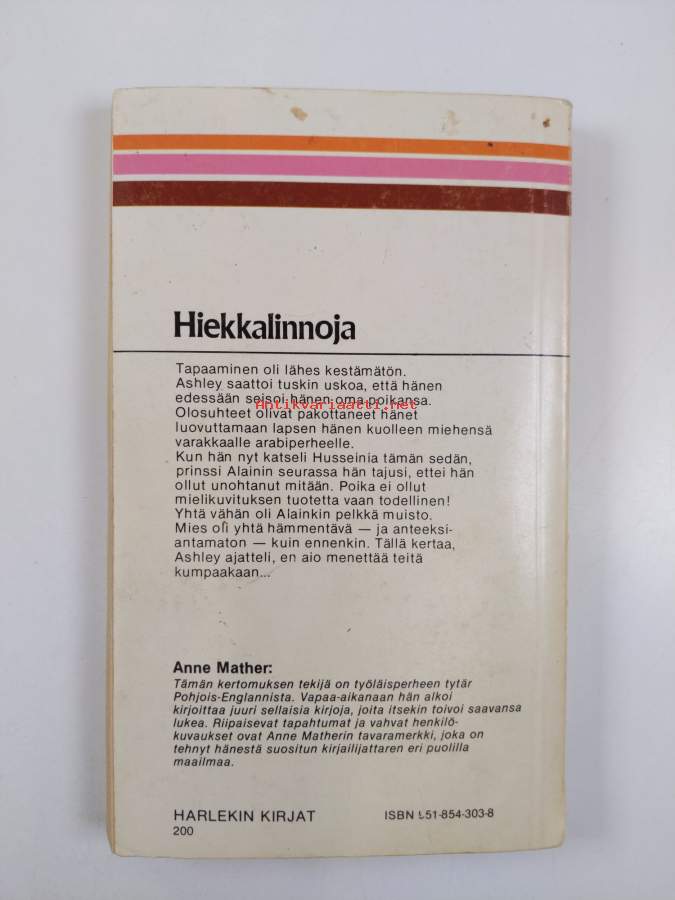 Hiekkalinnoja
Tapaaminen oli lähes kestämätön.
Ashley saattoi tuskin uskoa, että hänen
edessään seisoi hänen oma poikansa.
Antikvariaatti.net
Olosuhteet olivat pakottaneet hänet
luovuttamaan lapsen hänen kuolleen miehensä
varakkaalle arabiperheelle.
Kun hän nyt katseli Husseinia tämän sedän,
prinssi Alainin seurassa hän tajusi, ettei hän
ollut unohtanut mitään. Poika ei ollut
mielikuvituksen tuotetta vaan todellinen!
Yhtä vähän oli Alainkin pelkkä muisto.
Mies oli yhtä hämmentävä — ja anteeksi-
antamaton — kuin ennenkin. Tällä kertaa,
Ashley ajatteli, en aio menettää teitä
kumpaakaan...
Anne Mather:
Tämän kertomuksen tekijä on työläisperheen tytär
Pohjois-Englannista. Vapaa-aikanaan hän alkoi
kirjoittaa juuri sellaisia kirjoja, joita itsekin toivoi saavansa
lukea. Riipaisevat tapahtumat ja vahvat henkilö-
kuvaukset ovat Anne Matherin tavaramerkki, joka on
tehnyt hänestä suositun kirjailijattaren eri puolilla
maailmaa.
HARLEKIN KIRJAT
200
ISBN 951-854-303-8